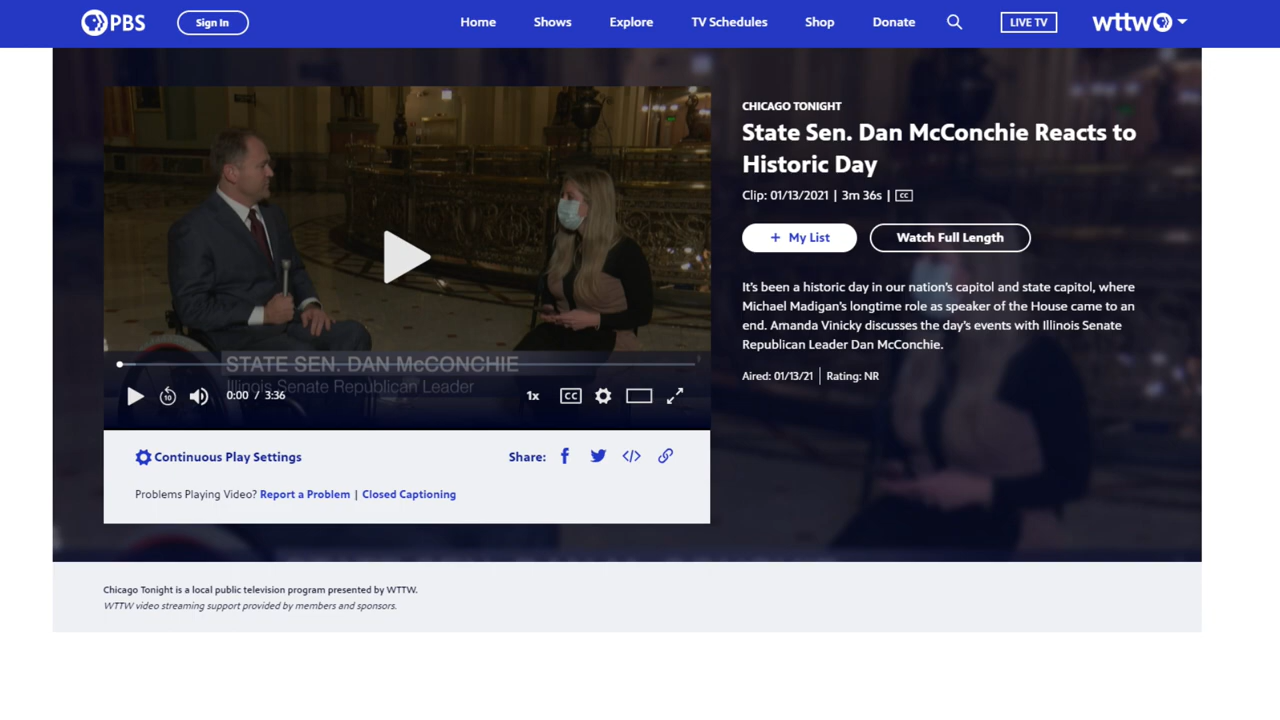 PBS
Sign In
Home
Shows
Explore
TV Schedules
Shop
Donate
LIVE TV
wttw
CHICAGO TONIGHT
State Sen. Dan McConchie Reacts to
Historic Day
Clip: 01/13/2021 | 3m 36s | CC
+ My List
Watch Full Length
It's been a historic day in our nation's capitol and state capitol, where
Michael Madigan's longtime role as speaker of the House came to an
end. Amanda Vinicky discusses the day's events with Illinois Senate
Republican Leader Dan McConchie.
Aired: 01/13/21 | Rating: NR
STATE SEN. DAN McCONCHIE
Illinois Senate Republican Leader
10
0:00 / 3:36
1x
CC
Continuous Play Settings
Share:
Problems Playing Video? Report a Problem | Closed Captioning
Chicago Tonight is a local public television program presented by WTTW.
WTTW video streaming support provided by members and sponsors.